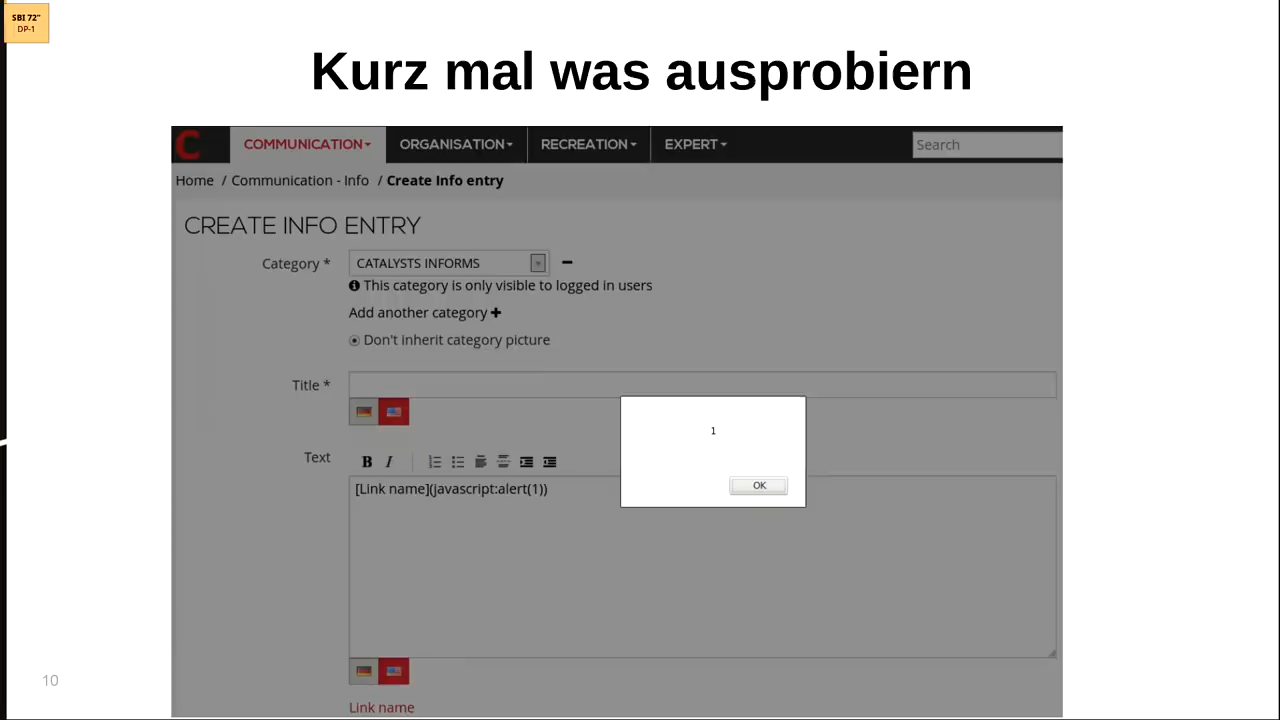 SBI 72"
DP-1
Kurz mal was ausprobiern
C
COMMUNICATION ORGANISATION RECREATION EXPERT Search
Home / Communication - Info / Create Info entry
CREATE INFO ENTRY
Category * CATALYSTS INFORMS
This category is only visible to logged in users
Add another category
Don't inherit category picture
Title *
1
OK
Text B I
[Link name](javascript:alert(1))
Link name
10